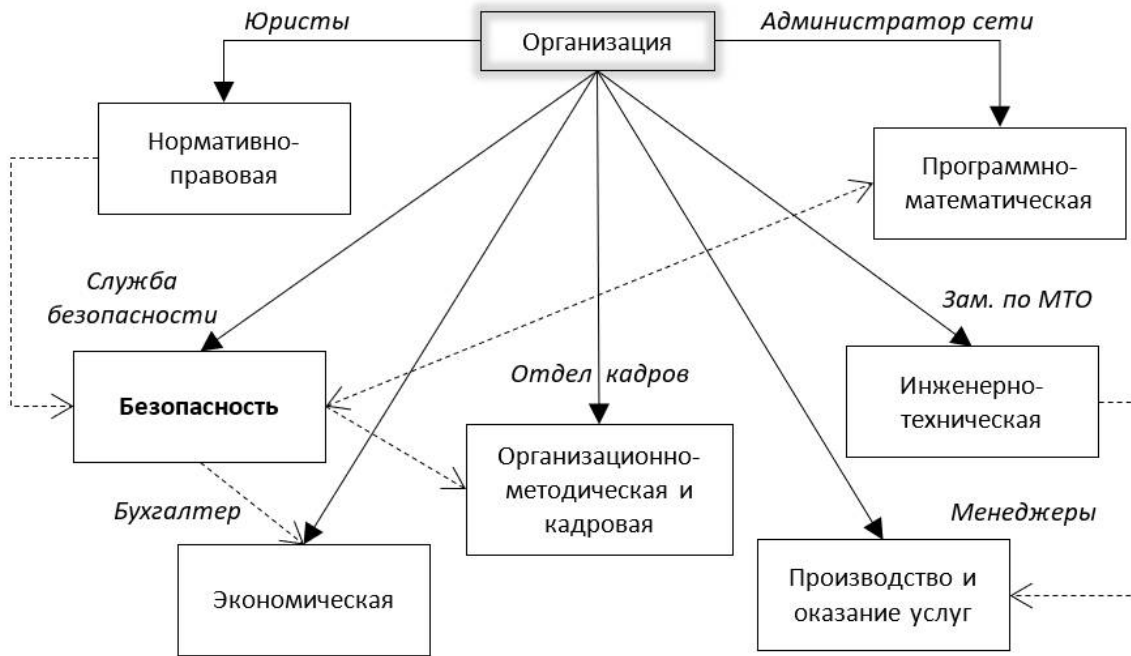 Юристы
Организация
Администратор сети
Нормативно-
правовая
Программно-
математическая
Служба
безопасности
Зам. по МТО
Безопасность
Отдел кадров
Инженерно-
техническая
Организационно-
методическая и
кадровая
Бухгалтер
Менеджеры
Экономическая
Производство и
оказание услуг